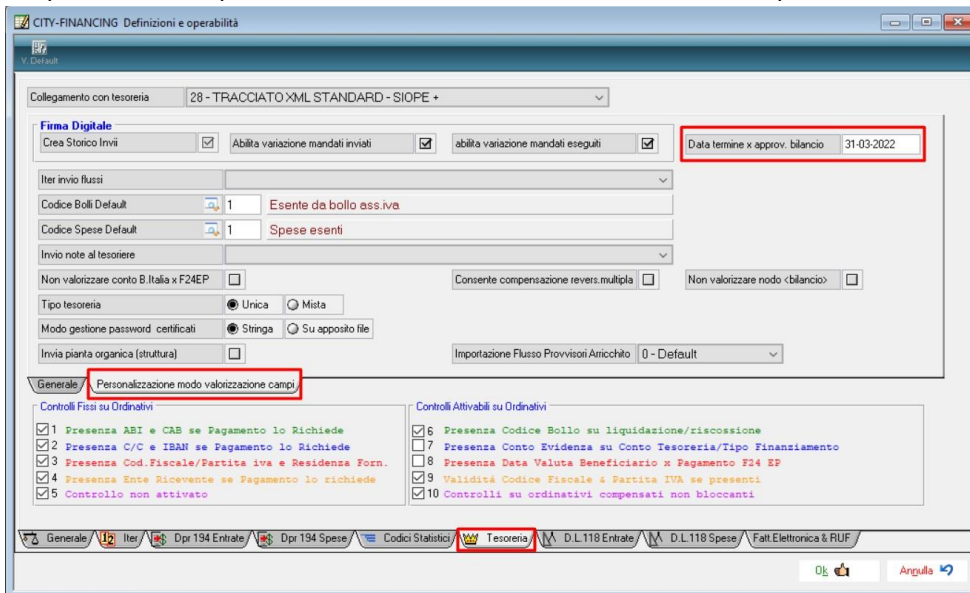 CITY-FINANCING Definizioni e operabilità
V. Default
Collegamento con tesoreria 28 - TRACCIATO XML STANDARD - SIOPE +
Firma Digitale
Crea Storico Invii Abilita variazione mandati inviati abilita variazione mandati eseguiti Data termine x approv. bilancio 31-03-2022
Iter invio flussi
Codice Bolli Default 1 Esente da bollo ass.iva
Codice Spese Default 1 Spese esenti
Invio note al tesoriere
Non valorizzare conto B.Italia x F24EP Consente compensazione revers.multipla Non valorizzare nodo <bilancio>
Tipo tesoreria Unica Mista
Modo gestione password certificati Stringa Su apposito file
Invia pianta organica (struttura) Importazione Flusso Provvisori Arricchito 0 - Default
Generale Personalizzazione modo valorizzazione campi
Controlli Fissi su Ordinativi Controlli Attivabili su Ordinativi
1 Presenza ABI e CAB se Pagamento lo Richiede 6 Presenza Codice Bollo su liquidazione/riscossione
2 Presenza C/C e IBAN se Pagamento lo Richiede 7 Presenza Conto Evidenza su Conto Tesoreria/Tipo Finanziamento
3 Presenza Cod.Fiscale/Partita iva e Residenza Forn. 8 Presenza Data Valuta Beneficiario x Pagamento F24 EP
4 Presenza Ente Ricevente se Pagamento lo richiede 9 Validità Codice Fiscale & Partita IVA se presenti
5 Controllo non attivato 10 Controlli su ordinativi compensati non bloccanti
Generale 12 Iter Dpr 194 Entrate Dpr 194 Spese Codici Statistici Tesoreria D.L.118 Entrate D.L.118 Spese Fatt.Elettronica & RUF
Ok Annulla